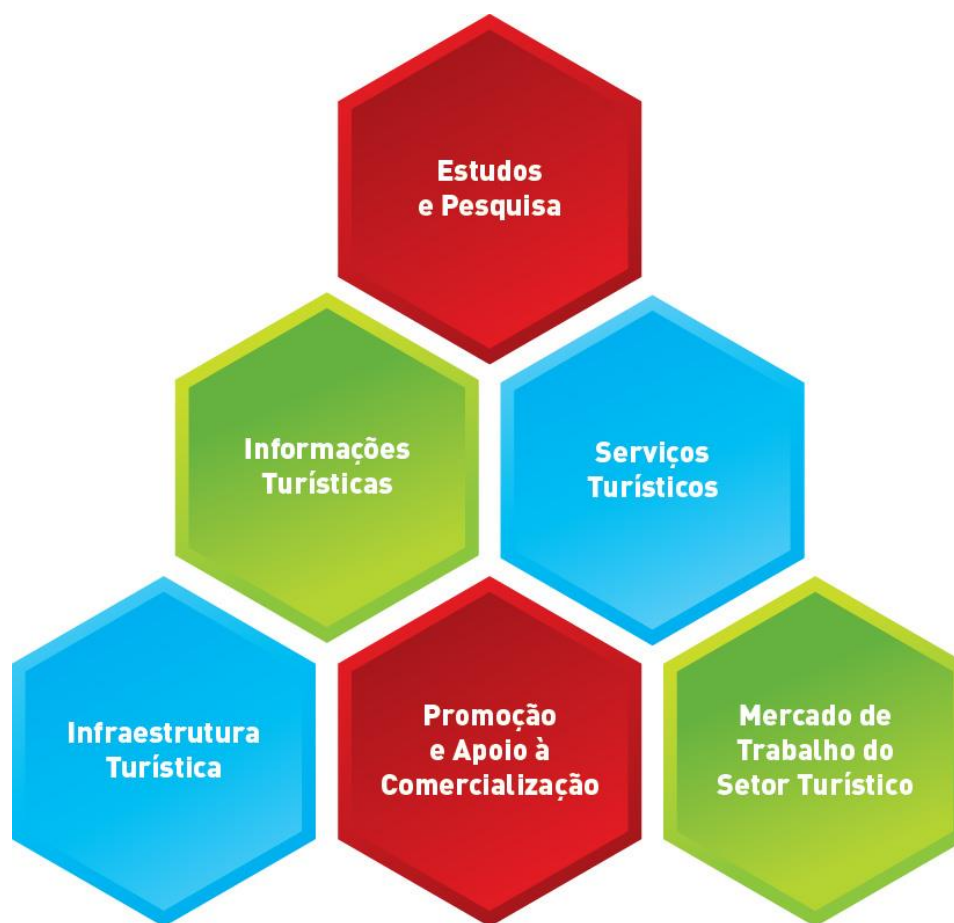 Estudos
e Pesquisa
Informações
Turísticas
Serviços
Turísticos
Infraestrutura
Turística
Promoção
e Apoio à
Comercialização
Mercado de
Trabalho do
Setor Turístico